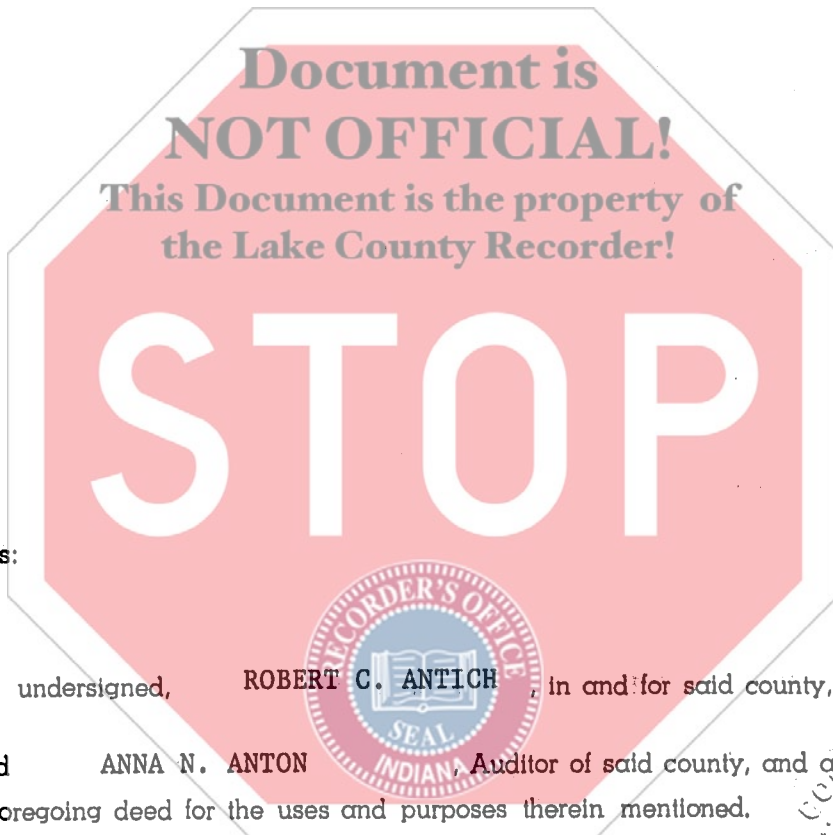 Document is
NOT OFFICIAL!
This Document is the property of
the Lake County Recorder!
STOP
s:
RECORDER'S OFFICE
undersigned, ROBERT C. ANTICH , in and for said county,
SEAL
INDIANA
d ANNA N. ANTON , Auditor of said county, and a
oregoing deed for the uses and purposes therein mentioned.